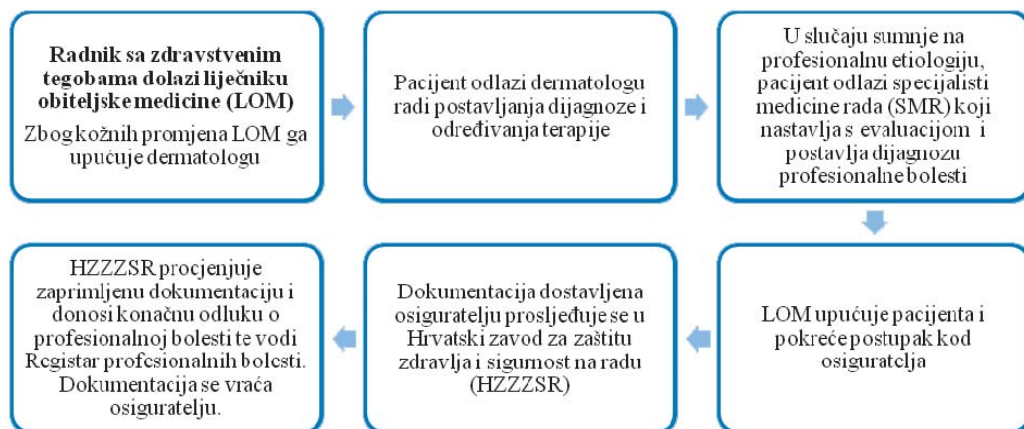 Radnik sa zdravstvenim
tegobama dolazi liječniku
obiteljske medicine (LOM)
Zbog kožnih promjena LOM ga
upućuje dermatologu
Pacijent odlazi dermatologu
radi postavljanja dijagnoze i
određivanja terapije
U slučaju sumnje na
profesionalnu etiologiju,
pacijent odlazi specijalisti
medicine rada (SMR) koji
nastavlja s evaluacijom i
postavlja dijagnozu
profesionalne bolesti
LOM upućuje pacijenta i
pokreće postupak kod
osiguratelja
Dokumentacija dostavljena
osiguratelju prosljeđuje se u
Hrvatski zavod za zaštitu
zdravlja i sigurnost na radu
(HZZZSR)
HZZZSR procjenjuje
zaprimljenu dokumentaciju i
donosi konačnu odluku o
profesionalnoj bolesti te vodi
Registar profesionalnih bolesti.
Dokumentacija se vraća
osiguratelju.